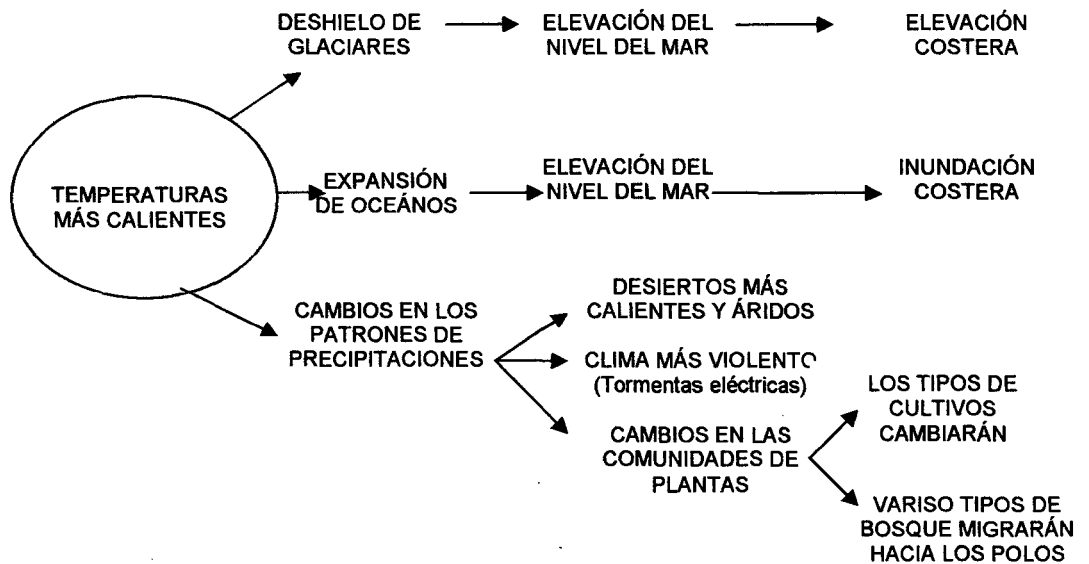 DESHIELO DE
GLACIARES
ELEVACIÓN DEL
NIVEL DEL MAR
ELEVACIÓN
COSTERA
TEMPERATURAS
MÁS CALIENTES
EXPANSIÓN
DE OCEÁNOS
ELEVACIÓN DEL
NIVEL DEL MAR
INUNDACIÓN
COSTERA
CAMBIOS EN LOS
PATRONES DE
PRECIPITACIONES
DESIERTOS MÁS
CALIENTES Y ÁRIDOS
CLIMA MÁS VIOLENTO
(Tormentas eléctricas)
CAMBIOS EN LAS
COMUNIDADES DE
PLANTAS
LOS TIPOS DE
CULTIVOS
CAMBIARÁN
VARISO TIPOS DE
BOSQUE MIGRARÁN
HACIA LOS POLOS